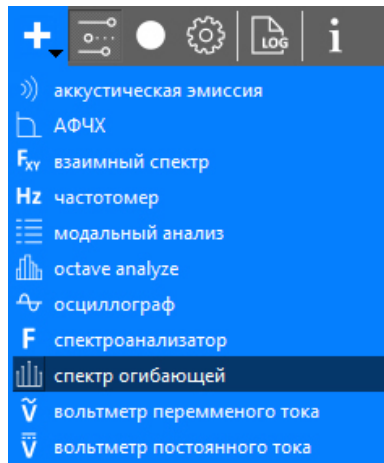 LOG i
аккустическая эмиссия
АФЧХ
Fxy взаимный спектр
Hz частотомер
модальный анализ
octave analyze
осциллограф
F спектроанализатор
спектр огибающей
Ṽ вольтметр перемменого тока
V вольтметр постоянного тока